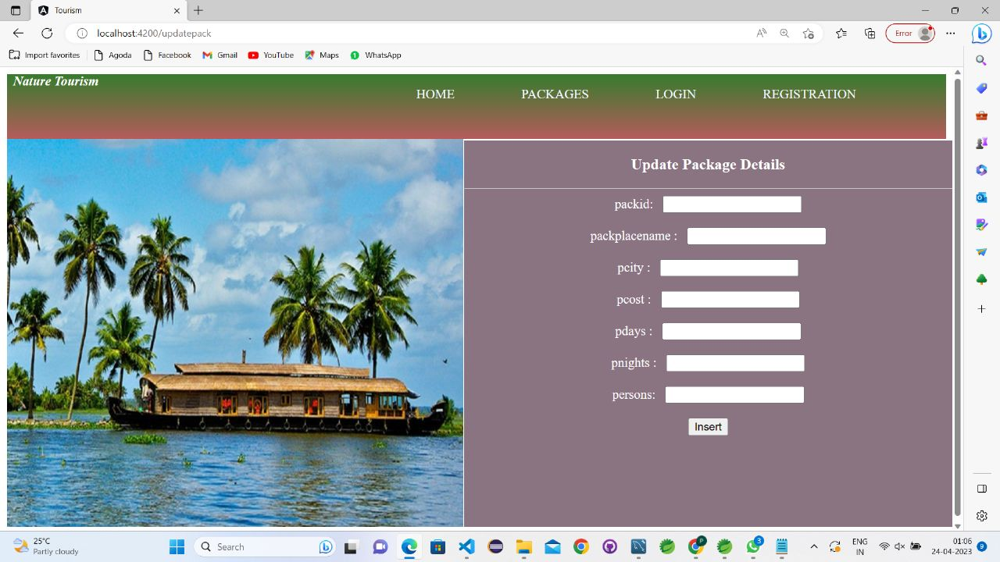 Tourism
localhost:4200/updatepack
Error
Import favorites Agoda Facebook Gmail YouTube Maps WhatsApp
Nature Tourism
HOME PACKAGES LOGIN REGISTRATION
Update Package Details
packid:
packplacename :
pcity :
pcost :
pdays :
pnights :
persons:
Insert
25°C
Partly cloudy
Search
P
3
ENG
IN
01:06
24-04-2023
9